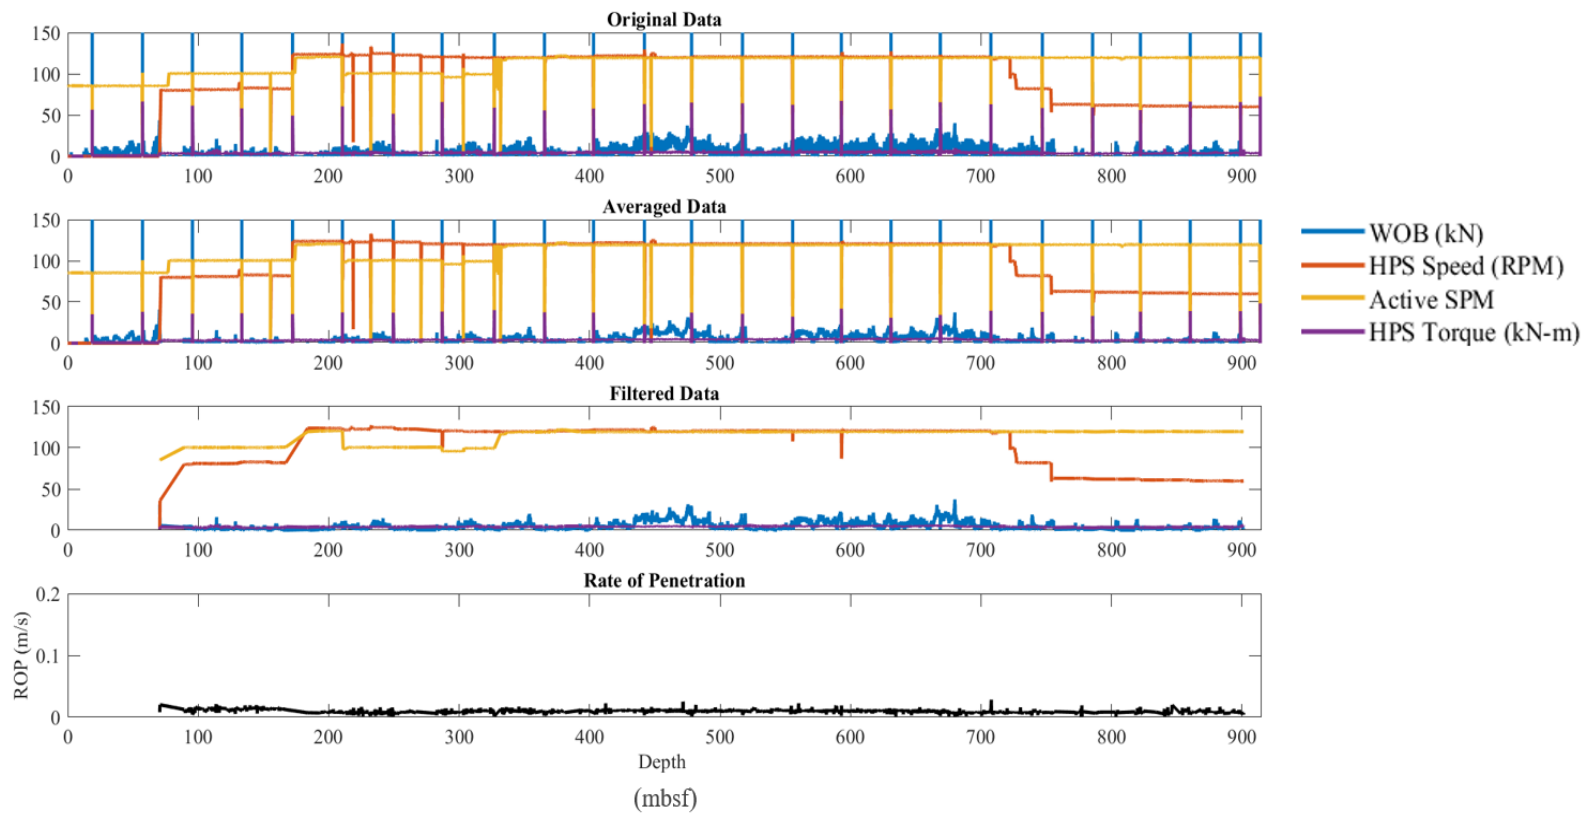 Original Data
150
100
50
0
0 100 200 300 400 500 600 700 800 900
Averaged Data
150
100
50
0
0 100 200 300 400 500 600 700 800 900
WOB (kN)
HPS Speed (RPM)
Active SPM
HPS Torque (kN-m)
Filtered Data
150
100
50
0
0 100 200 300 400 500 600 700 800 900
Rate of Penetration
ROP (m/s)
0.2
0.1
0
0 100 200 300 400 500 600 700 800 900
Depth
(mbsf)